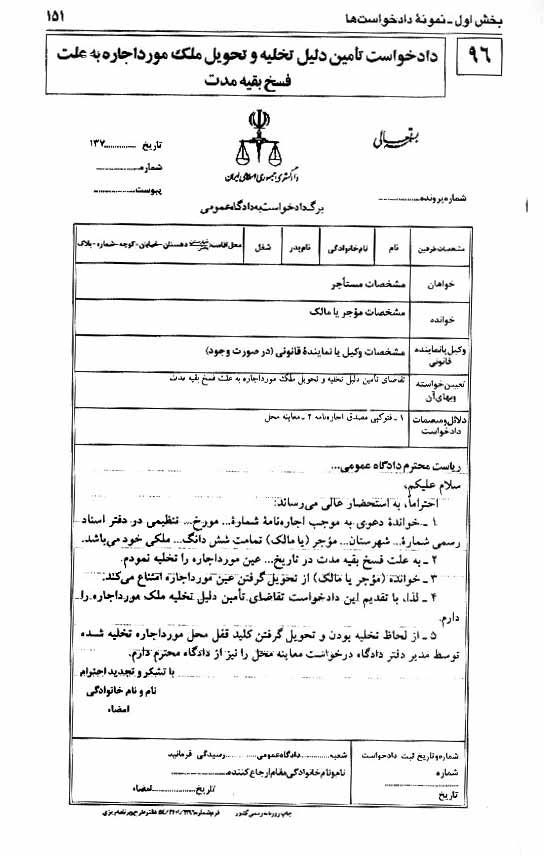 بخش اول ـ نمونهٔ دادخواست‌ها
۱۵۱
۹۶
دادخواست تأمین دلیل تخلیه و تحویل ملک مورداجاره به علت
فسخ بقیه مدت
بسمه تعالی
دادگستری جمهوری اسلامی ایران
تاریخ ............۱۳۷
شماره....................
پیوست..................
شماره پرونده....................
برگ دادخواست به دادگاه عمومی
مشخصات طرفین
نام
نام خانوادگی
نام پدر
شغل
محل اقامت دهستان -خیابان- کوچه - شماره - پلاک
خواهان
مشخصات مستأجر
خوانده
مشخصات مؤجر یا مالک
وکیل یا نماینده
قانونی
مشخصات وکیل یا نمایندهٔ قانونی (در صورت وجود)
تعیین خواسته
وبهای آن
تقاضای تأمین دلیل تخلیه و تحویل ملک مورداجاره به علت فسخ بقیه مدت
دلائل و منضمات
دادخواست
۱ ـ فتوکپی مصدق اجاره‌نامه ۲ ـ معاینه محل
ریاست محترم دادگاه عمومی...
سلام علیکم،
احتراماً، به استحضار عالی می‌رساند:
۱ ـ خواندهٔ دعوی به موجب اجاره‌نامهٔ شمارهٔ... مورخ... تنظیمی در دفتر اسناد
رسمی شمارهٔ... شهرستان... مؤجر (یا مالک) تمامت شش دانگ... ملکی خود می‌باشد.
۲ ـ به علت فسخ بقیه مدت در تاریخ... عین مورداجاره را تخلیه نمودم.
۳ ـ خوانده (مؤجر یا مالک) از تحویل گرفتن عین مورداجاره امتناع می‌کند.
۴ ـ لذا، با تقدیم این دادخواست تقاضای تأمین دلیل تخلیه ملک مورداجاره را
دارم.
۵ ـ از لحاظ تخلیه بودن و تحویل گرفتن کلید قفل محل مورداجاره تخلیه شده
توسط مدیر دفتر دادگاه درخواست معاینه محل را نیز از دادگاه محترم دارم.
با تشکر و تجدید احترام
نام و نام خانوادگی
امضاء
شماره و تاریخ ثبت دادخواست
شماره
تاریخ
شعبه..............دادگاه عمومی........رسیدگی فرمائید
نام و نام خانوادگی مقام ارجاع کننده....................
تاریخ.................امضاء
چاپ روزنامه رسمی کشور